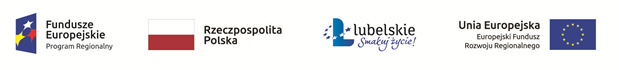 Fundusze
Europejskie
Program Regionalny
Rzeczpospolita
Polska
lubelskie
Smakuj życie!
Unia Europejska
Europejski Fundusz
Rozwoju Regionalnego